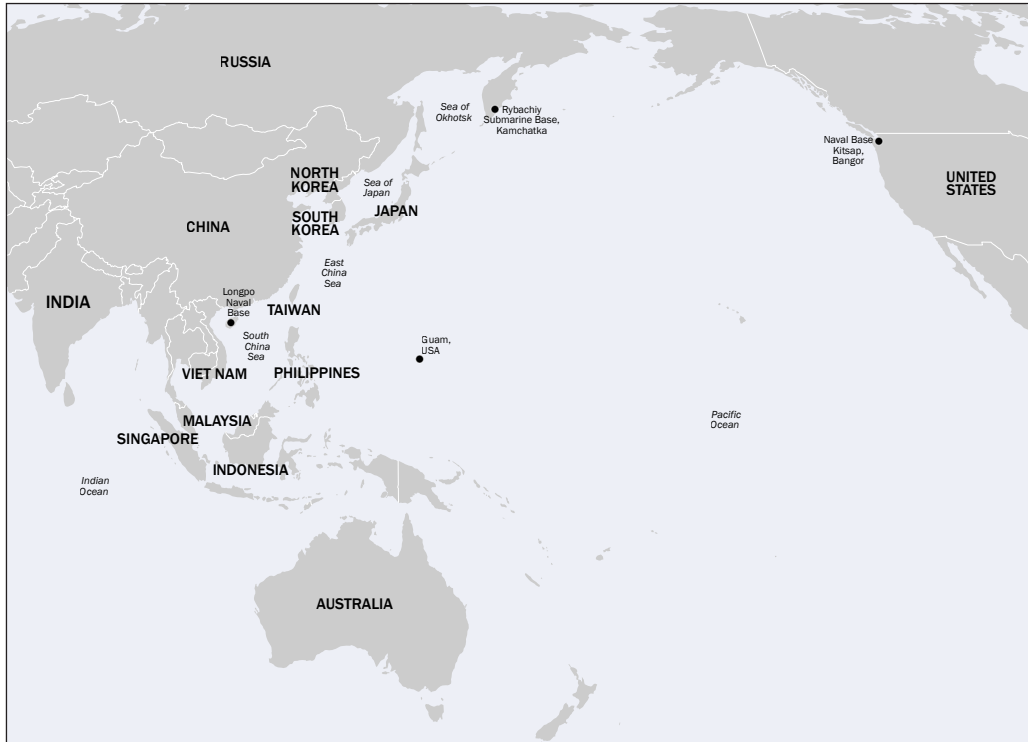 RUSSIA
Sea of
Okhotsk
Rybachiy
Submarine Base,
Kamchatka
Naval Base
Kitsap,
Bangor
UNITED
STATES
NORTH
KOREA
Sea of
Japan
JAPAN
SOUTH
KOREA
CHINA
East
China
Sea
INDIA
Longpo
Naval
Base
TAIWAN
South
China
Sea
Guam,
USA
VIET NAM
PHILIPPINES
Pacific
Ocean
MALAYSIA
SINGAPORE
INDONESIA
Indian
Ocean
AUSTRALIA